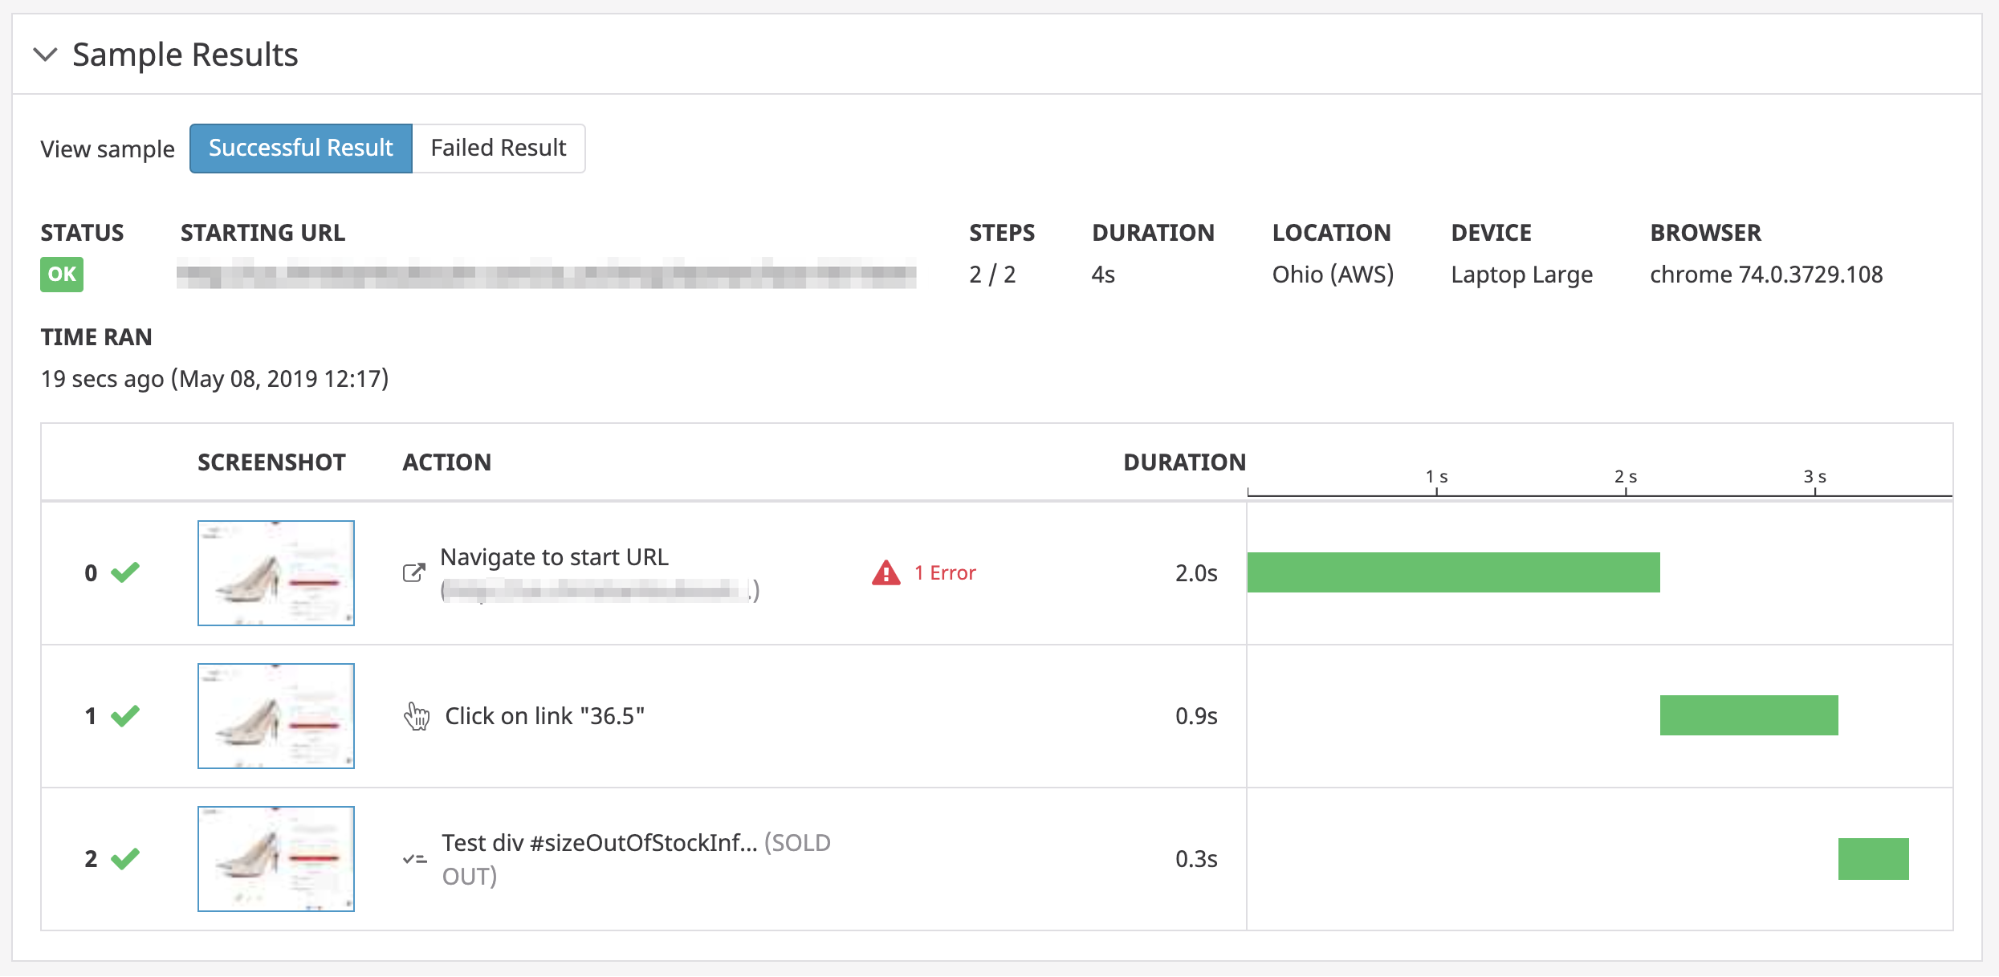 Sample Results
View sample Successful Result Failed Result
STATUS STARTING URL STEPS DURATION LOCATION DEVICE BROWSER
OK 2 / 2 4s Ohio (AWS) Laptop Large chrome 74.0.3729.108
TIME RAN
19 secs ago (May 08, 2019 12:17)
SCREENSHOT ACTION DURATION 1 s 2 s 3 s
0 Navigate to start URL 1 Error 2.0s
1 Click on link "36.5" 0.9s
2 Test div #sizeOutOfStockInf... (SOLD
OUT) 0.3s